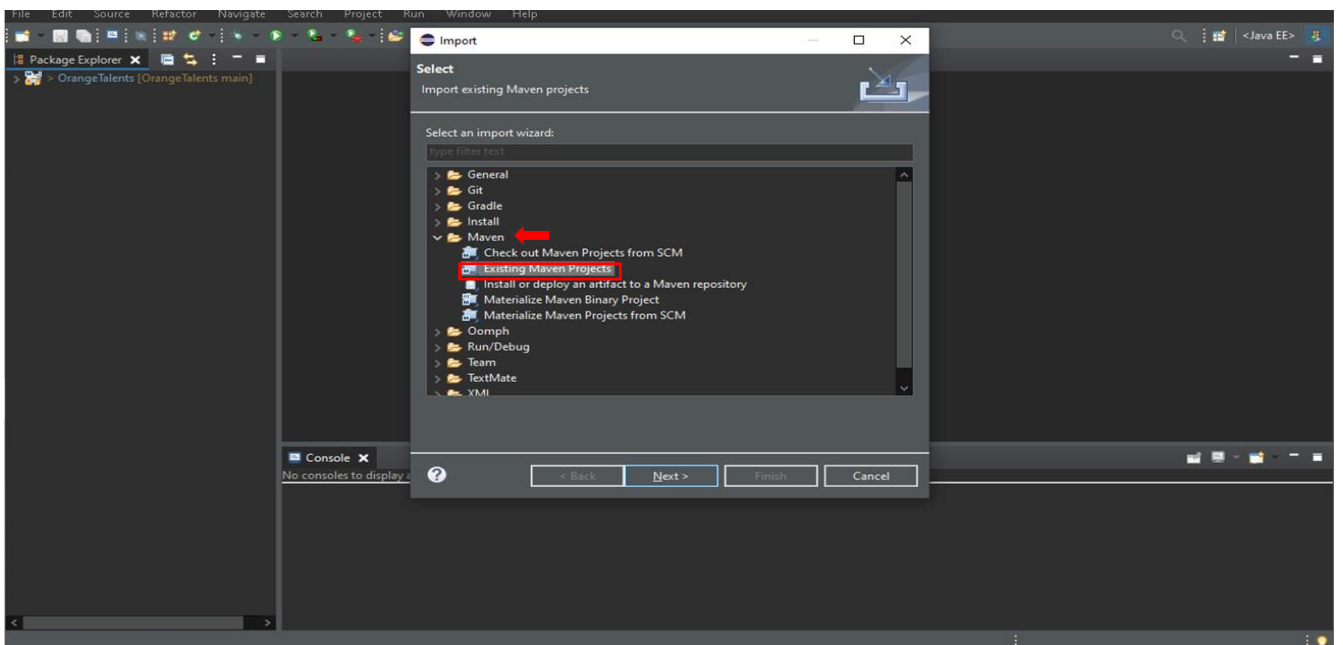 File Edit Source Refactor Navigate Search Project Run Window Help
<Java EE>
Package Explorer
> OrangeTalents [OrangeTalents main]
Import
Select
Import existing Maven projects
Select an import wizard:
type filter text
General
Git
Gradle
Install
Maven
Check out Maven Projects from SCM
Existing Maven Projects
Install or deploy an artifact to a Maven repository
Materialize Maven Binary Project
Materialize Maven Projects from SCM
Oomph
Run/Debug
Team
TextMate
XML
Console
No consoles to display
< Back Next > Finish Cancel